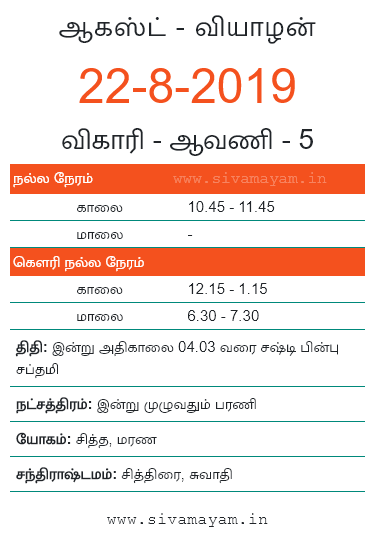 ஆகஸ்ட் - வியாழன்
22-8-2019
விகாரி - ஆவணி - 5
நல்ல நேரம் www.sivamayam.in
காலை 10.45 - 11.45
மாலை -
கௌரி நல்ல நேரம்
காலை 12.15 - 1.15
மாலை 6.30 - 7.30
திதி: இன்று அதிகாலை 04.03 வரை சஷ்டி பின்பு
சப்தமி
நட்சத்திரம்: இன்று முழுவதும் பரணி
யோகம்: சித்த, மரண
சந்திராஷ்டமம்: சித்திரை, சுவாதி
www.sivamayam.in